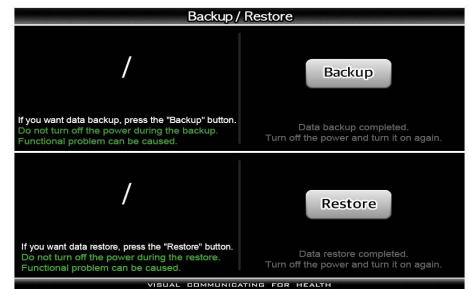 Backup / Restore
/
Backup
If you want data backup, press the "Backup" button.
Do not turn off the power during the backup.
Functional problem can be caused.
Data backup completed.
Turn off the power and turn it on again.
/
Restore
If you want data restore, press the "Restore" button.
Do not turn off the power during the restore.
Functional problem can be caused.
Data restore completed.
Turn off the power and turn it on again.
VISUAL COMMUNICATING FOR HEALTH